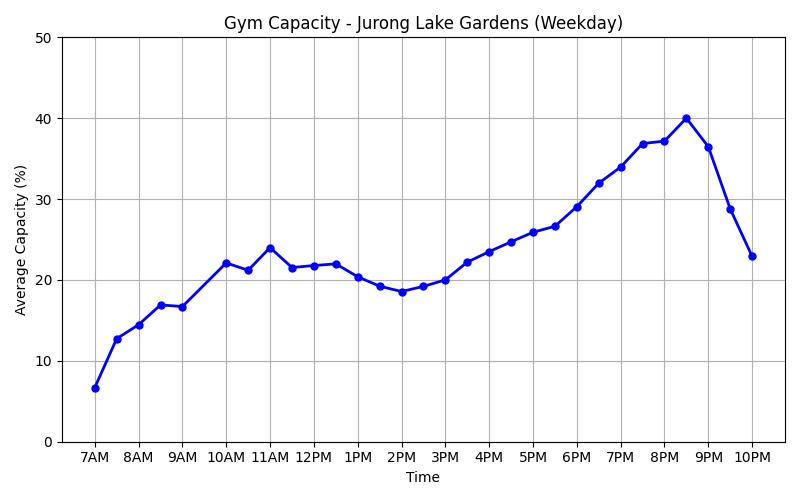 Gym Capacity - Jurong Lake Gardens (Weekday)
50
40
30
20
10
0
Average Capacity (%)
7AM 8AM 9AM 10AM 11AM 12PM 1PM 2PM 3PM 4PM 5PM 6PM 7PM 8PM 9PM 10PM
Time